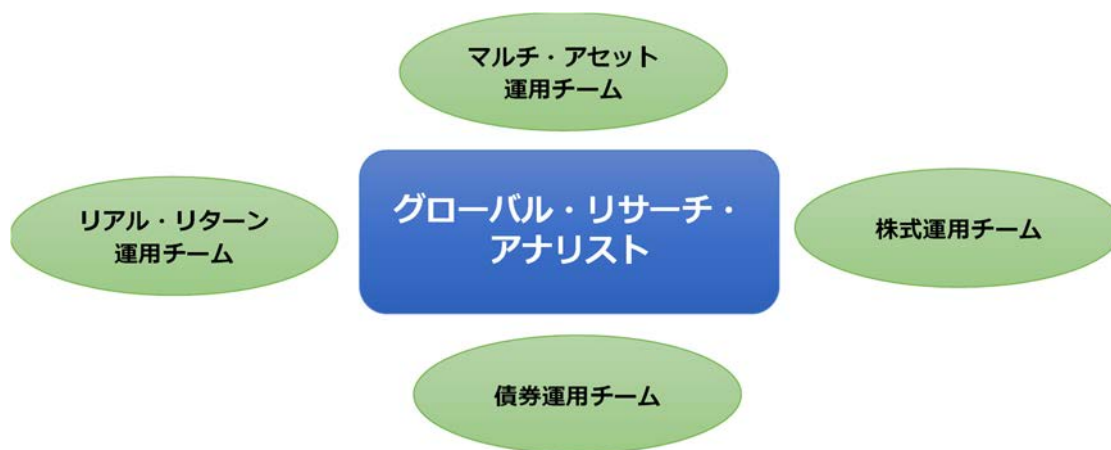 マルチ・アセット
運用チーム
リアル・リターン
運用チーム
グローバル・リサーチ・
アナリスト
株式運用チーム
債券運用チーム